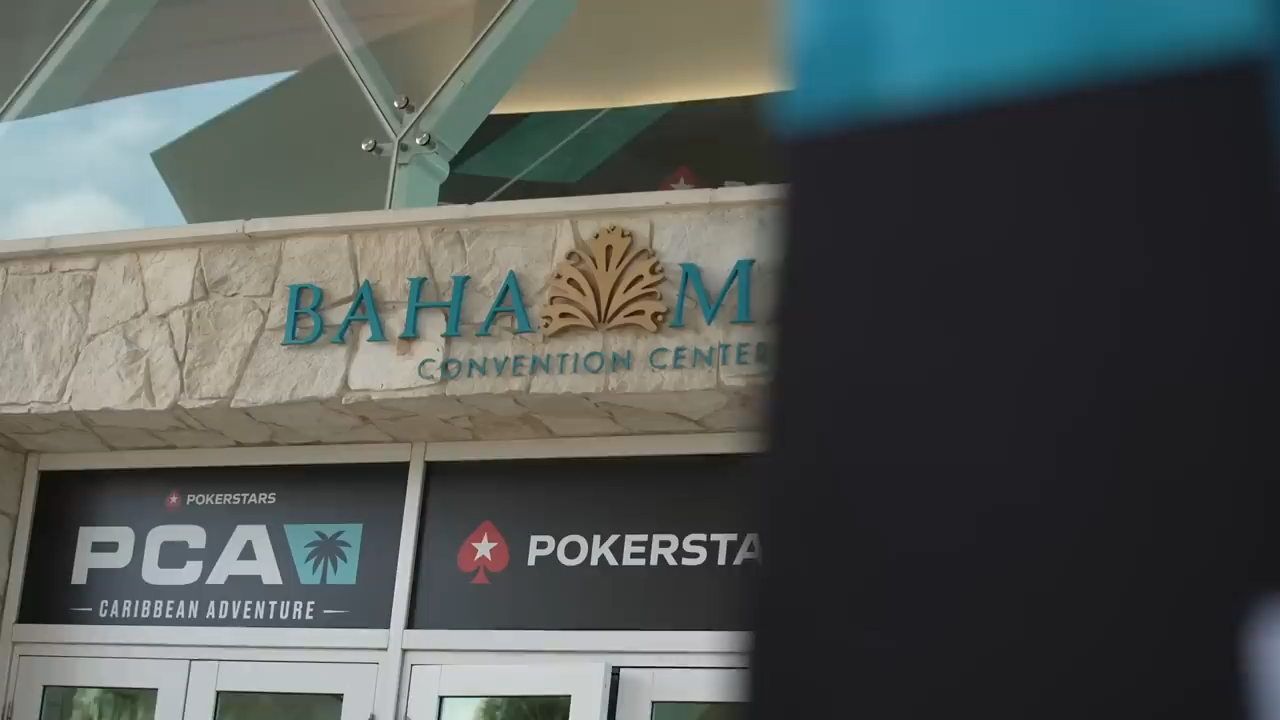 BAHA M
CONVENTION CENTER
POKERSTARS
PCA
CARIBBEAN ADVENTURE
POKERSTA